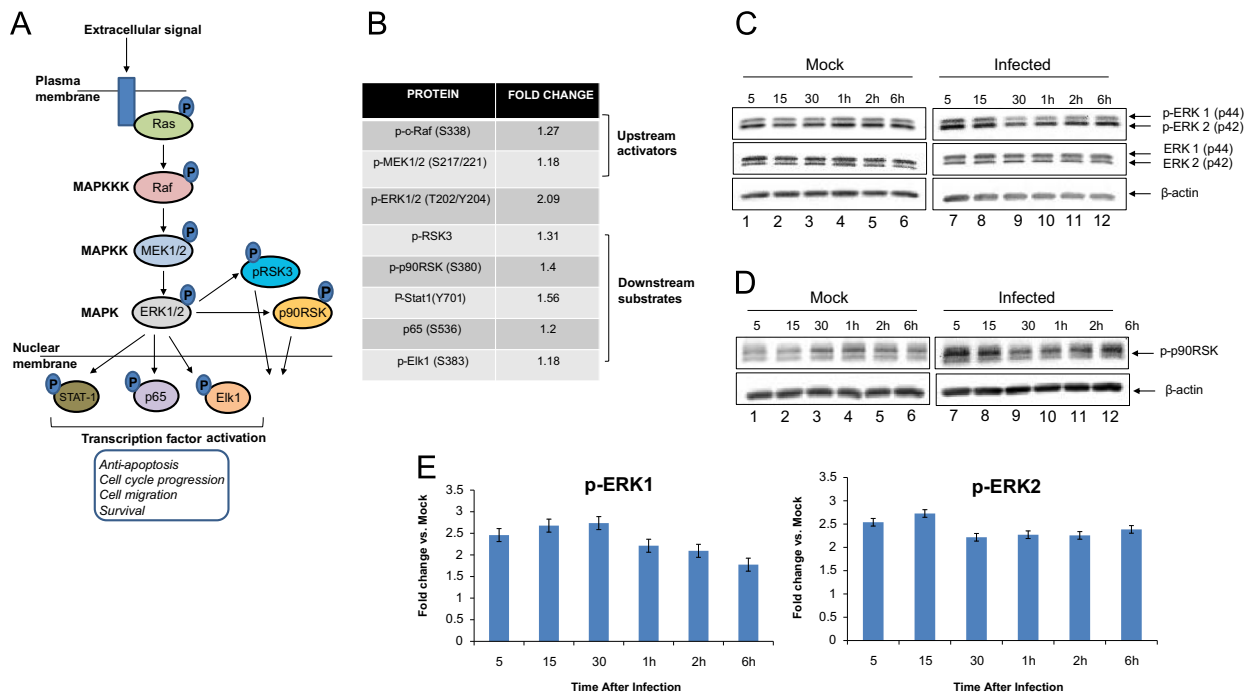 A
Extracellular signal
Plasma
membrane
P
Ras
P
MAPKKK
Raf
P
MAPKK
MEK1/2
P
pRSK3
P
MAPK
ERK1/2
P
p90RSK
Nuclear
membrane
P
STAT-1
P
p65
P
Elk1
Transcription factor activation
Anti-apoptosis
Cell cycle progression
Cell migration
Survival
B
PROTEIN FOLD CHANGE
p-c-Raf (S338) 1.27
p-MEK1/2 (S217/221) 1.18
p-ERK1/2 (T202/Y204) 2.09
p-RSK3 1.31
p-p90RSK (S380) 1.4
P-Stat1(Y701) 1.56
p65 (S536) 1.2
p-Elk1 (S383) 1.18
Upstream
activators
Downstream
substrates
C
Mock Infected
5 15 30 1h 2h 6h 5 15 30 1h 2h 6h
p-ERK 1 (p44)
p-ERK 2 (p42)
ERK 1 (p44)
ERK 2 (p42)
β-actin
1 2 3 4 5 6 7 8 9 10 11 12
D
Mock Infected
5 15 30 1h 2h 6h 5 15 30 1h 2h 6h
p-p90RSK
β-actin
1 2 3 4 5 6 7 8 9 10 11 12
E
p-ERK1
Fold change vs. Mock
3.5
3
2.5
2
1.5
1
0.5
0
5 15 30 1h 2h 6h
Time After Infection
p-ERK2
Fold change vs. Mock
3.5
3
2.5
2
1.5
1
0.5
0
5 15 30 1h 2h 6h
Time After Infection